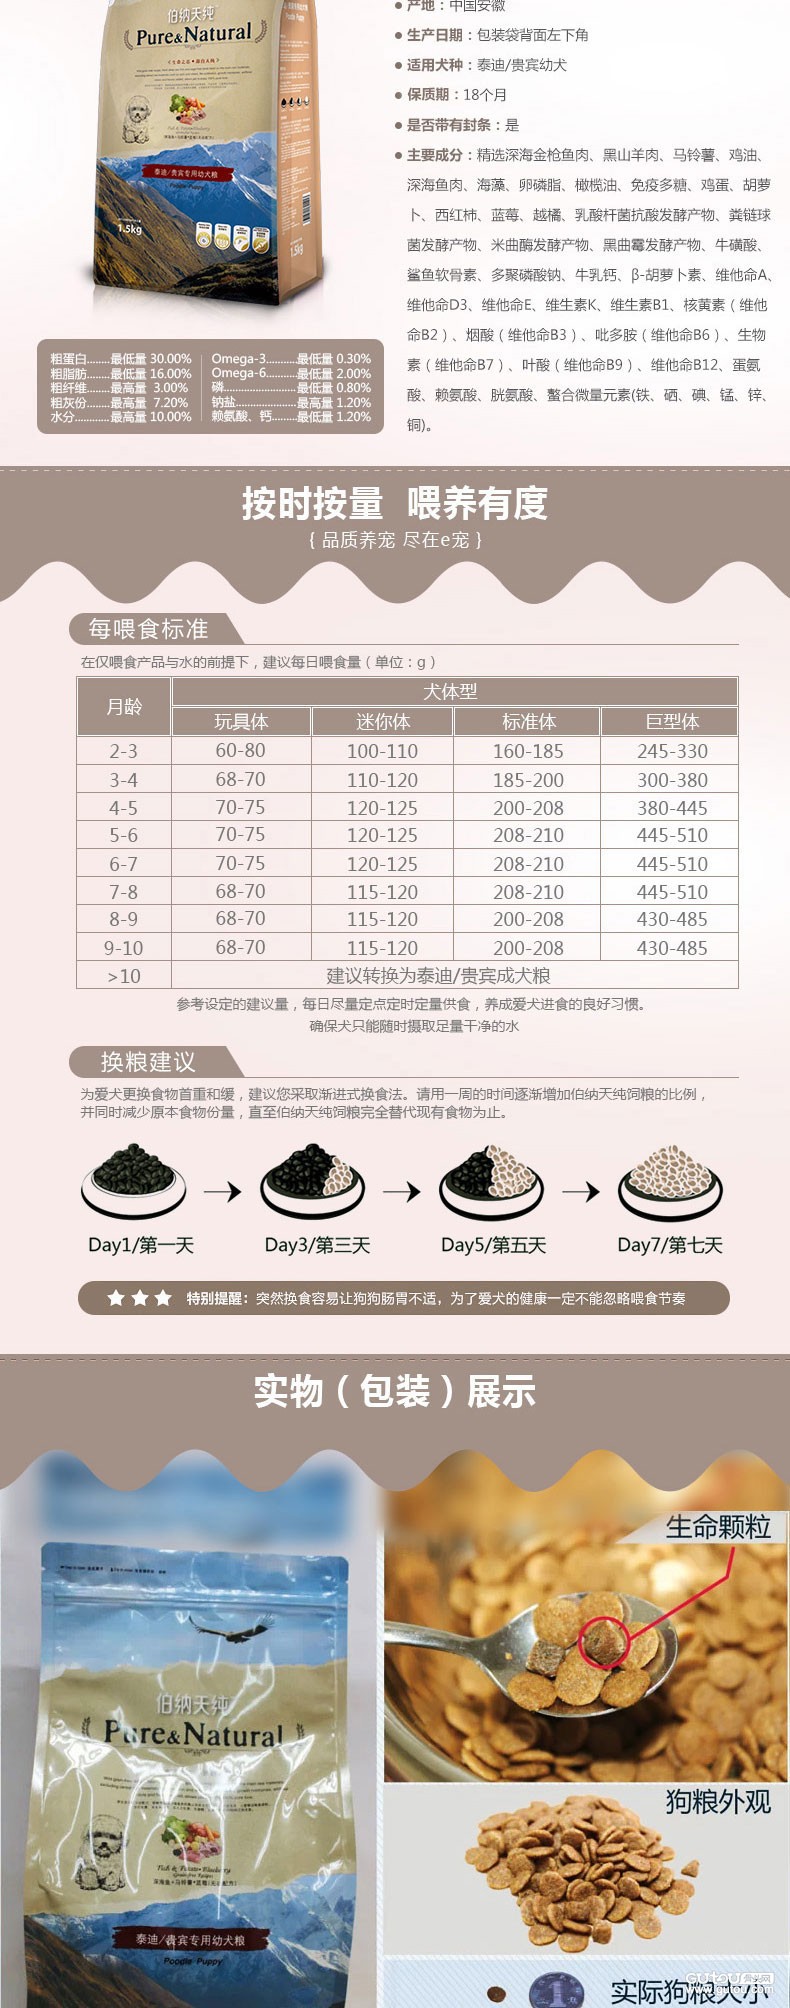 伯纳天纯
Pure&Natural
Fish & Potato•Blueberry
泰迪/贵宾专用幼犬粮
Poodle Puppy
1.5kg
1.5kg
产地：中国安徽
生产日期：包装袋背面左下角
适用犬种：泰迪/贵宾幼犬
保质期：18个月
是否带有封条：是
主要成分：精选深海金枪鱼肉、黑山羊肉、马铃薯、鸡油、
深海鱼肉、海藻、卵磷脂、橄榄油、免疫多糖、鸡蛋、胡萝
卜、西红柿、蓝莓、越橘、乳酸杆菌抗酸发酵产物、粪链球
菌发酵产物、米曲酶发酵产物、黑曲霉发酵产物、牛磺酸、
鲨鱼软骨素、多聚磷酸钠、牛乳钙、β-胡萝卜素、维他命A、
维他命D3、维他命E、维生素K、维生素B1、核黄素（维他
命B2）、烟酸（维他命B3）、吡多胺（维他命B6）、生物
素（维他命B7）、叶酸（维他命B9）、维他命B12、蛋氨
酸、赖氨酸、胱氨酸、螯合微量元素(铁、硒、碘、锰、锌、
铜)。
粗蛋白........最低量 30.00% Omega-3..........最低量 0.30%
粗脂肪........最低量 16.00% Omega-6..........最低量 2.00%
粗纤维........最高量 3.00% 磷........................最低量 0.80%
粗灰份........最高量 7.20% 钠盐....................最高量 1.20%
水分............最高量 10.00% 赖氨酸、钙........最低量 1.20%
按时按量 喂养有度
{ 品质养宠 尽在e宠 }
每喂食标准
在仅喂食产品与水的前提下，建议每日喂食量（单位：g）
月龄 犬体型
玩具体 迷你体 标准体 巨型体
2-3 60-80 100-110 160-185 245-330
3-4 68-70 110-120 185-200 300-380
4-5 70-75 120-125 200-208 380-445
5-6 70-75 120-125 208-210 445-510
6-7 70-75 120-125 208-210 445-510
7-8 68-70 115-120 208-210 445-510
8-9 68-70 115-120 200-208 430-485
9-10 68-70 115-120 200-208 430-485
>10 建议转换为泰迪/贵宾成犬粮
参考设定的建议量，每日尽量定点定时定量供食，养成爱犬进食的良好习惯。
确保犬只能随时摄取足量干净的水
换粮建议
为爱犬更换食物首重和缓，建议您采取渐进式换食法。请用一周的时间逐渐增加伯纳天纯饲粮的比例，
并同时减少原本食物份量，直至伯纳天纯饲粮完全替代现有食物为止。
Day1/第一天 Day3/第三天 Day5/第五天 Day7/第七天
特别提醒：突然换食容易让狗狗肠胃不适，为了爱犬的健康一定不能忽略喂食节奏
实物（包装）展示
生命颗粒
伯纳天纯
Pure&Natural
Fish & Potato•Blueberry
深海鱼•马铃薯•蓝莓(无谷配方)
泰迪/贵宾专用幼犬粮
Poodle Puppy
狗粮外观
实际狗粮大小
www.gutou.com